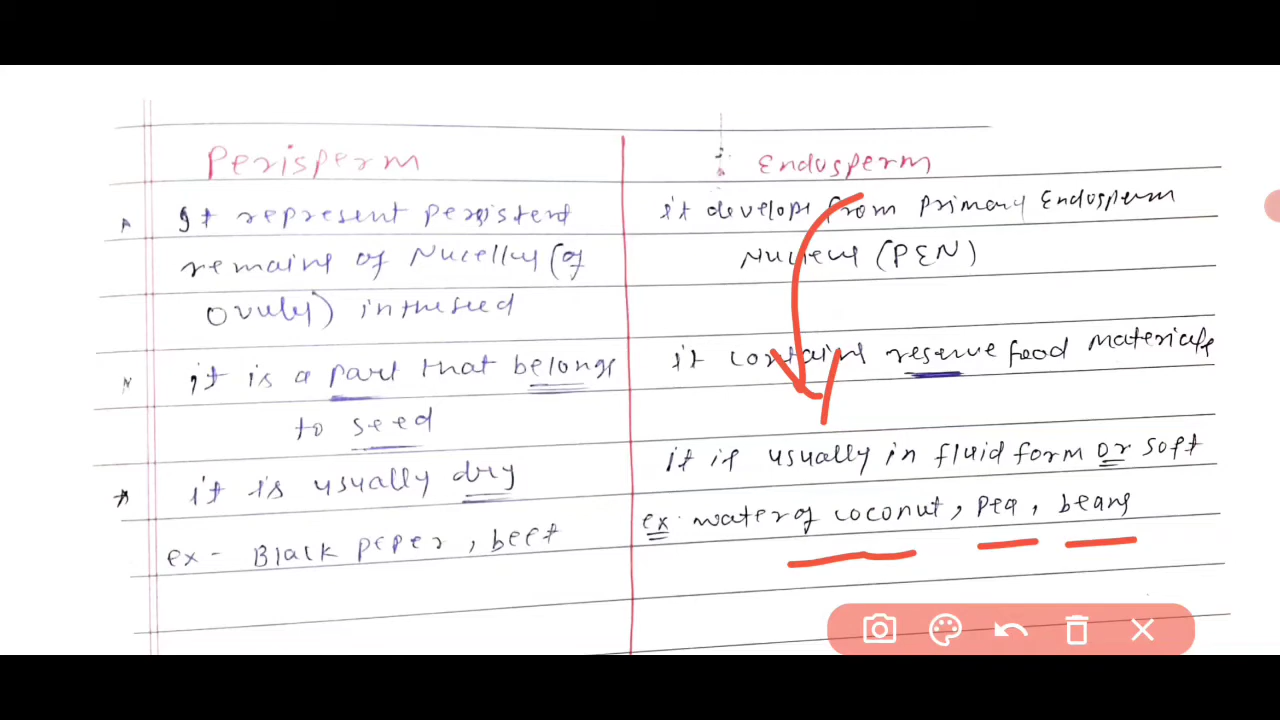 Perisperm
It represent persistent
remains of Nucellus (of
ovules) in the seed
it is a part that belongs
to seed
it is usually dry
ex - Black peper, beet
Endosperm
it develops from Primary Endosperm
Nucleus (PEN)
it contains reserve food materials
it is usually in fluid form or soft
ex. water of coconut, pea, beans